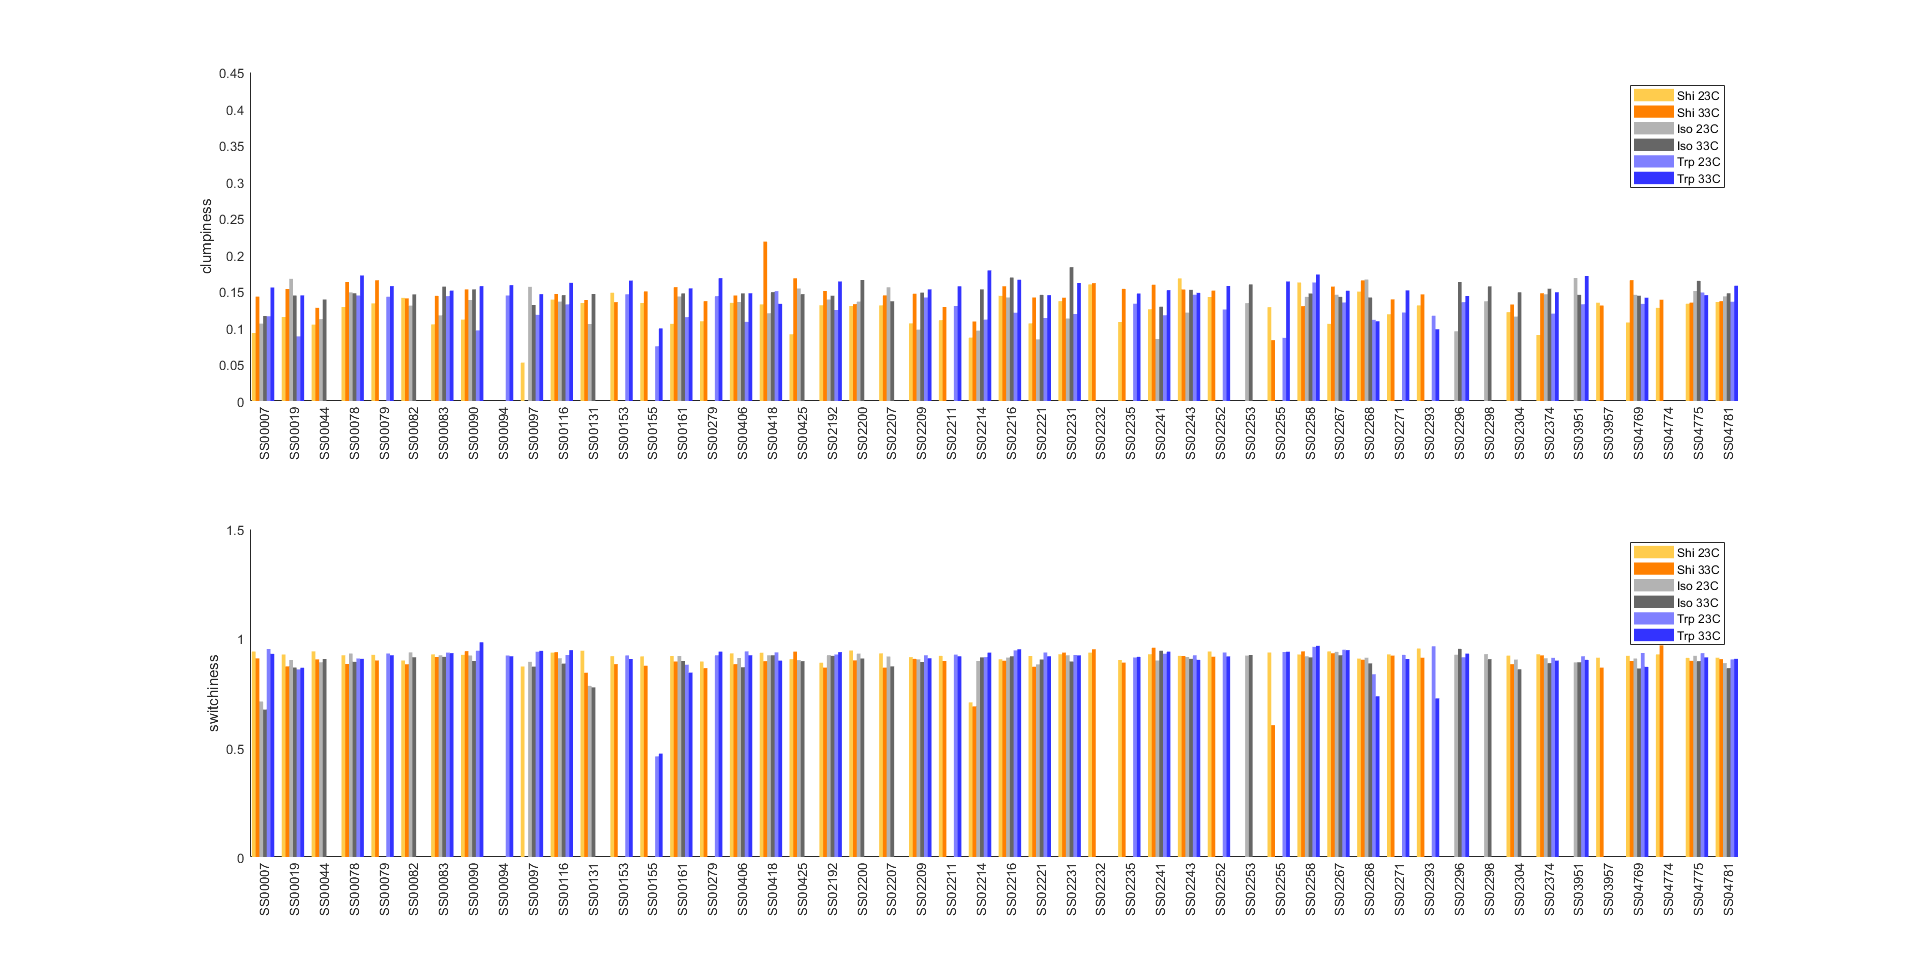 0.45
0.4
0.35
0.3
0.25
0.2
0.15
0.1
0.05
0
clumpiness
Shi 23C
Shi 33C
Iso 23C
Iso 33C
Trp 23C
Trp 33C
SS00007
SS00019
SS00044
SS00078
SS00079
SS00082
SS00083
SS00090
SS00094
SS00097
SS00116
SS00131
SS00153
SS00155
SS00161
SS00279
SS00406
SS00418
SS00425
SS02192
SS02200
SS02207
SS02209
SS02211
SS02214
SS02216
SS02221
SS02231
SS02232
SS02235
SS02241
SS02243
SS02252
SS02253
SS02255
SS02258
SS02267
SS02268
SS02271
SS02293
SS02296
SS02298
SS02304
SS02374
SS03951
SS03957
SS04769
SS04774
SS04775
SS04781
1.5
1
0.5
0
switchiness
Shi 23C
Shi 33C
Iso 23C
Iso 33C
Trp 23C
Trp 33C
SS00007
SS00019
SS00044
SS00078
SS00079
SS00082
SS00083
SS00090
SS00094
SS00097
SS00116
SS00131
SS00153
SS00155
SS00161
SS00279
SS00406
SS00418
SS00425
SS02192
SS02200
SS02207
SS02209
SS02211
SS02214
SS02216
SS02221
SS02231
SS02232
SS02235
SS02241
SS02243
SS02252
SS02253
SS02255
SS02258
SS02267
SS02268
SS02271
SS02293
SS02296
SS02298
SS02304
SS02374
SS03951
SS03957
SS04769
SS04774
SS04775
SS04781